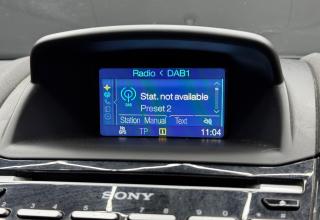 Radio < DAB1
Stat. not available
Preset 2
Station Manual Text
TP i 11:04
SONY